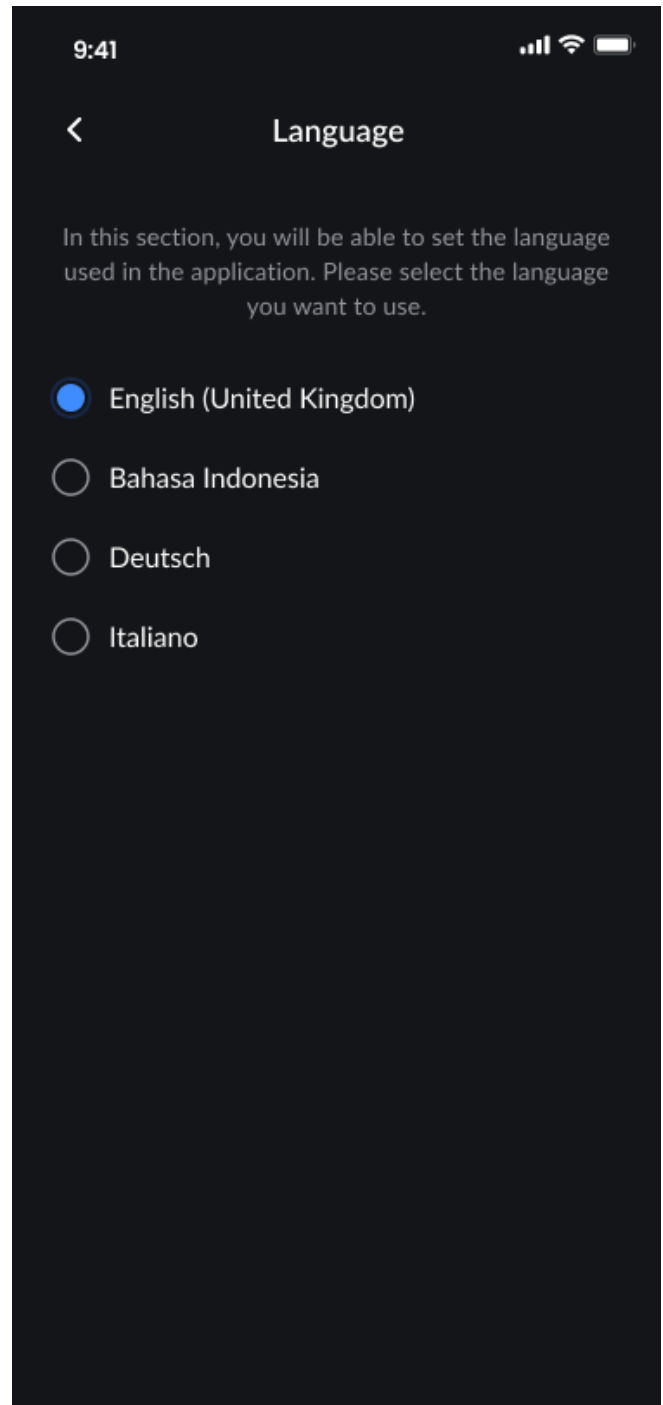 9:41
Language
In this section, you will be able to set the language
used in the application. Please select the language
you want to use.
English (United Kingdom)
Bahasa Indonesia
Deutsch
Italiano